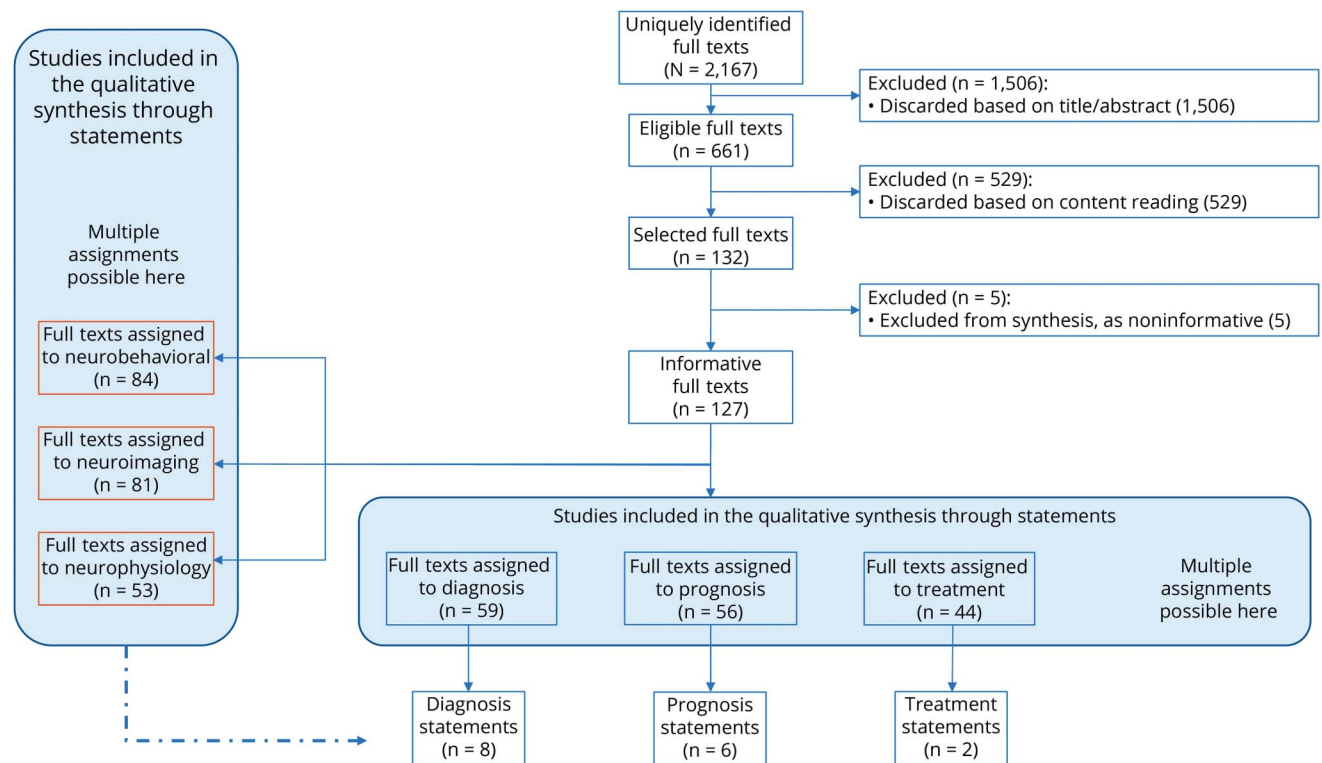 Studies included in
the qualitative
synthesis through
statements
Multiple
assignments
possible here
Full texts assigned
to neurobehavioral
(n = 84)
Full texts assigned
to neuroimaging
(n = 81)
Full texts assigned
to neurophysiology
(n = 53)
Uniquely identified
full texts
(N = 2,167)
Excluded (n = 1,506):
• Discarded based on title/abstract (1,506)
Eligible full texts
(n = 661)
Excluded (n = 529):
• Discarded based on content reading (529)
Selected full texts
(n = 132)
Excluded (n = 5):
• Excluded from synthesis, as noninformative (5)
Informative
full texts
(n = 127)
Studies included in the qualitative synthesis through statements
Full texts assigned
to diagnosis
(n = 59)
Full texts assigned
to prognosis
(n = 56)
Full texts assigned
to treatment
(n = 44)
Multiple
assignments
possible here
Diagnosis
statements
(n = 8)
Prognosis
statements
(n = 6)
Treatment
statements
(n = 2)